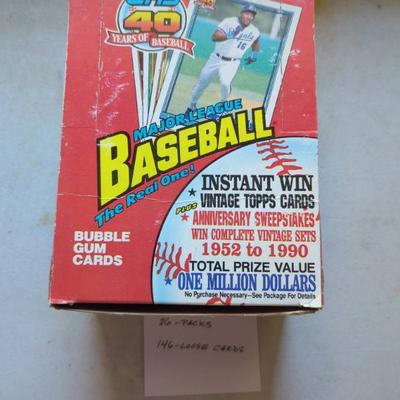 40
YEARS OF BASEBALL
16
MAJOR LEAGUE
BASEBALL
The Real One!
BUBBLE
GUM
CARDS
PLUS
★ INSTANT WIN
VINTAGE TOPPS CARDS
★ ANNIVERSARY SWEEPSTAKES
WIN COMPLETE VINTAGE SETS
1952 to 1990
TOTAL PRIZE VALUE
★ ONE MILLION DOLLARS
No Purchase Necessary—See Package For Details
-PACKS
146-LOOSE CARDS